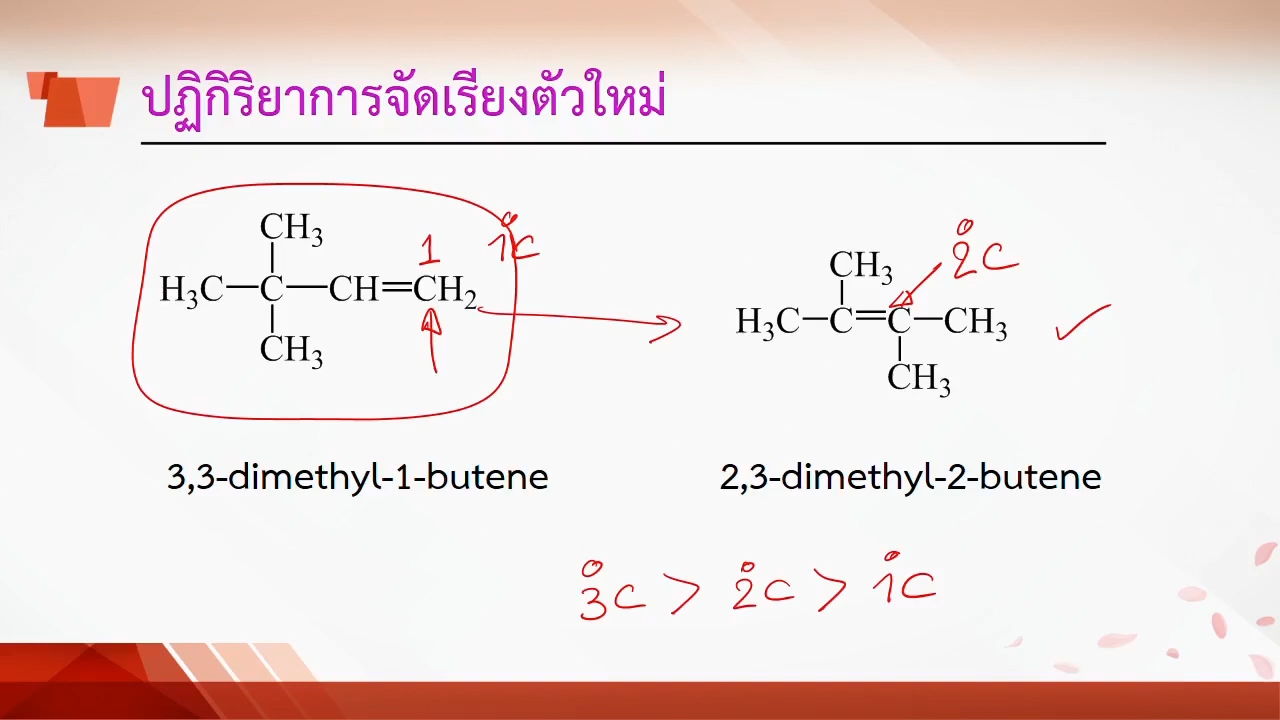 ปฏิกิริยาการจัดเรียงตัวใหม่
CH₃
1
1°C
H₃C—C—CH=CH₂
CH₃
2°C
CH₃
H₃C—C=C—CH₃
CH₃
3,3-dimethyl-1-butene
2,3-dimethyl-2-butene
3°C > 2°C > 1°C